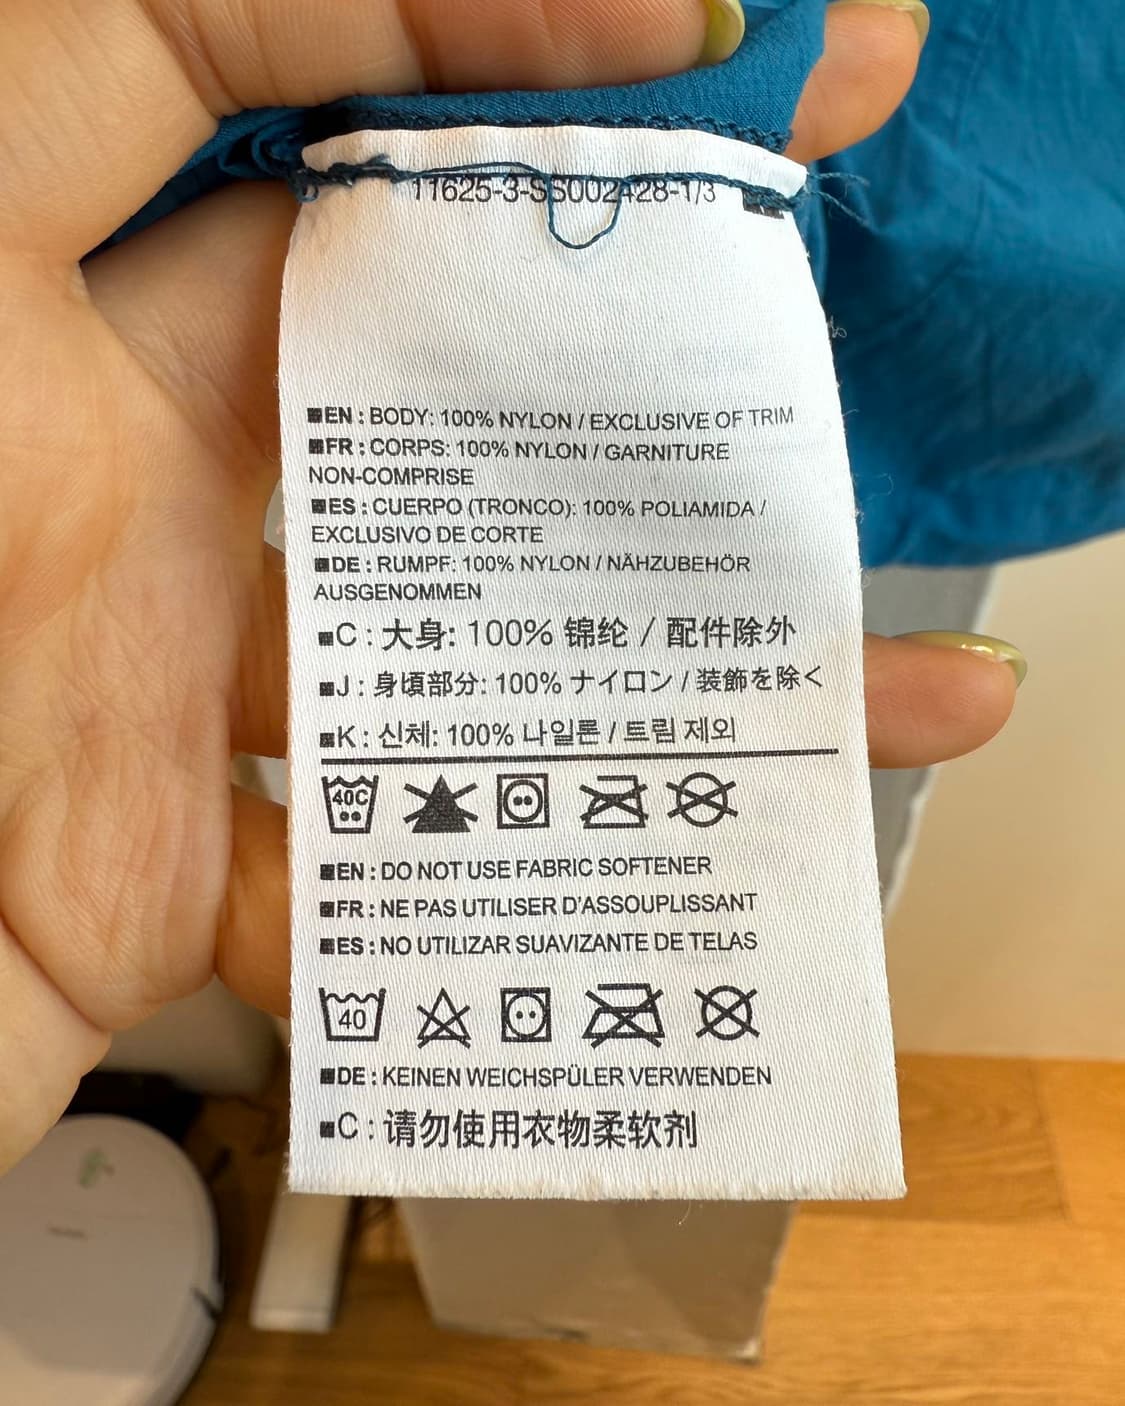 11625-3-SS002428-1/3
EN : BODY: 100% NYLON / EXCLUSIVE OF TRIM
FR : CORPS: 100% NYLON / GARNITURE
NON-COMPRISE
ES : CUERPO (TRONCO): 100% POLIAMIDA /
EXCLUSIVO DE CORTE
DE : RUMPF: 100% NYLON / NÄHZUBEHÖR
AUSGENOMMEN
C : 大身: 100% 锦纶 / 配件除外
J : 身頃部分: 100% ナイロン / 装飾を除く
K : 신체: 100% 나일론 / 트림 제외
40C
EN : DO NOT USE FABRIC SOFTENER
FR : NE PAS UTILISER D'ASSOUPLISSANT
ES : NO UTILIZAR SUAVIZANTE DE TELAS
40
DE : KEINEN WEICHSPÜLER VERWENDEN
C : 请勿使用衣物柔软剂